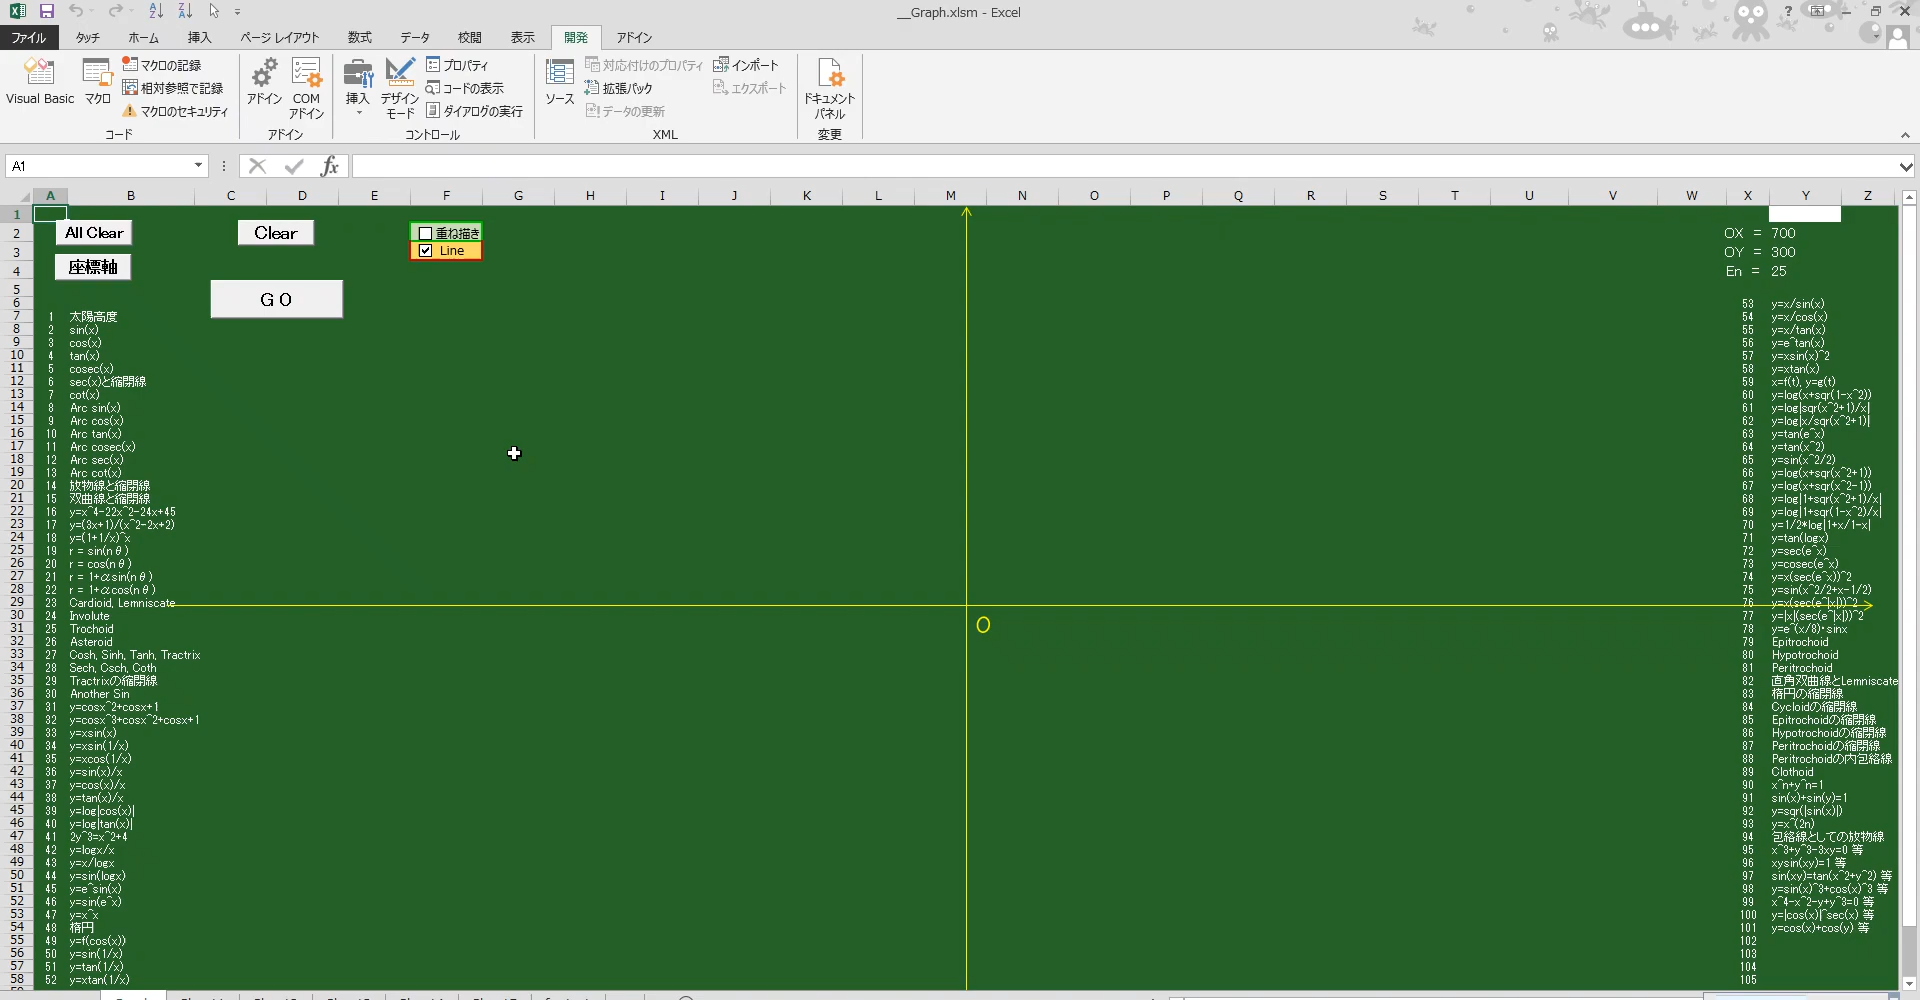 __Graph.xlsm - Excel
ファイル タッチ ホーム 挿入 ページ レイアウト 数式 データ 校閲 表示 開発 アドイン
Visual Basic マクロ マクロの記録 相対参照で記録 マクロのセキュリティ
コード
アドイン COM アドイン
アドイン
挿入 デザイン モード プロパティ コードの表示 ダイアログの実行
コントロール
ソース 対応付けのプロパティ 拡張パック データの更新 インポート エクスポート
XML
ドキュメント パネル
変更
A1 fx
A B C D E F G H I J K L M N O P Q R S T U V W X Y Z
All Clear
Clear
座標軸
G O
重ね描き
Line
OX = 700
OY = 300
En = 25
O
1 太陽高度
2 sin(x)
3 cos(x)
4 tan(x)
5 cosec(x)
6 sec(x)と縮閉線
7 cot(x)
8 Arc sin(x)
9 Arc cos(x)
10 Arc tan(x)
11 Arc cosec(x)
12 Arc sec(x)
13 Arc cot(x)
14 放物線と縮閉線
15 双曲線と縮閉線
16 y=x^4-22x^2-24x+45
17 y=(3x+1)/(x^2-2x+2)
18 y=(1+1/x)^x
19 r = sin(nθ)
20 r = cos(nθ)
21 r = 1+αsin(nθ)
22 r = 1+αcos(nθ)
23 Cardioid, Lemniscate
24 Involute
25 Trochoid
26 Asteroid
27 Cosh, Sinh, Tanh, Tractrix
28 Sech, Csch, Coth
29 Tractrixの縮閉線
30 Another Sin
31 y=cosx^2+cosx+1
32 y=cosx^3+cosx^2+cosx+1
33 y=xsin(x)
34 y=xsin(1/x)
35 y=xcos(1/x)
36 y=sin(x)/x
37 y=cos(x)/x
38 y=tan(x)/x
39 y=log|cos(x)|
40 y=log|tan(x)|
41 2y^3=x^2+4
42 y=logx/x
43 y=x/logx
44 y=sin(logx)
45 y=e^sin(x)
46 y=sin(e^x)
47 y=x^x
48 楕円
49 y=f(cos(x))
50 y=sin(1/x)
51 y=tan(1/x)
52 y=xtan(1/x)
53 y=x/sin(x)
54 y=x/cos(x)
55 y=x/tan(x)
56 y=e^tan(x)
57 y=xsin(x)^2
58 y=xtan(x)
59 x=f(t), y=g(t)
60 y=log(x+sqr(1-x^2))
61 y=log|sqr(x^2+1)/x|
62 y=log|x/sqr(x^2+1)|
63 y=tan(e^x)
64 y=tan(x^2)
65 y=sin(x^2/2)
66 y=log(x+sqr(x^2+1))
67 y=log(x+sqr(x^2-1))
68 y=log|1+sqr(x^2+1)/x|
69 y=log|1+sqr(1-x^2)/x|
70 y=1/2*log|1+x/1-x|
71 y=tan(logx)
72 y=sec(e^x)
73 y=cosec(e^x)
74 y=x(sec(e^x))^2
75 y=sin(x^2/2+x-1/2)
76 y=x(sec(e^|x|))^2
77 y=|x|(sec(e^|x|))^2
78 y=e^(x/8)・sinx
79 Epitrochoid
80 Hypotrochoid
81 Peritrochoid
82 直角双曲線とLemniscate
83 楕円の縮閉線
84 Cycloidの縮閉線
85 Epitrochoidの縮閉線
86 Hypotrochoidの縮閉線
87 Peritrochoidの縮閉線
88 Peritrochoidの内包絡線
89 Clothoid
90 x^n+y^n=1
91 sin(x)+sin(y)=1
92 y=sqr(|sin(x)|)
93 y=x^(2n)
94 包絡線としての放物線
95 x^3+y^3-3xy=0 等
96 xysin(xy)=1 等
97 sin(xy)=tan(x^2+y^2) 等
98 y=sin(x)^3+cos(x)^3 等
99 x^4-x^2-y+y^3=0 等
100 y=|cos(x)|^sec(x) 等
101 y=cos(x)+cos(y) 等
102
103
104
105